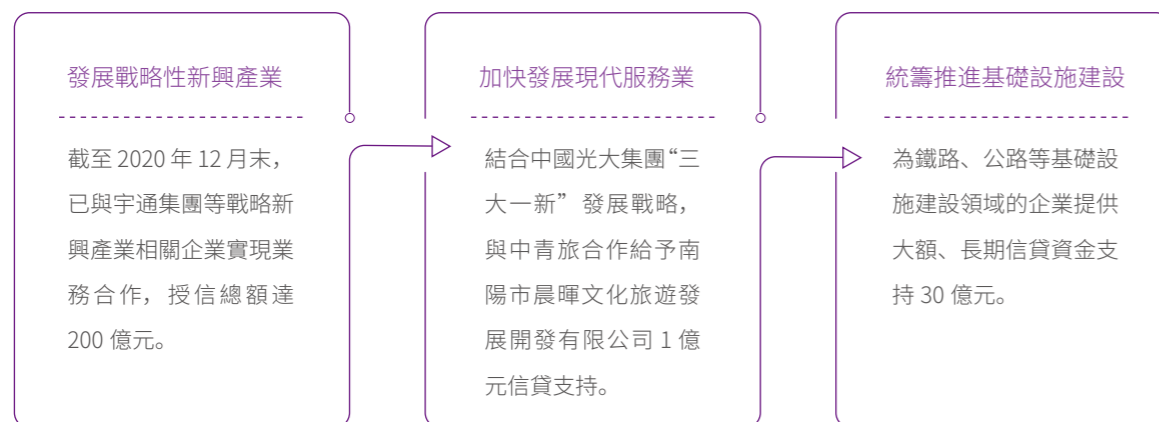 發展戰略性新興產業
截至 2020 年 12 月末，
已與宇通集團等戰略新
興產業相關企業實現業
務合作，授信總額達
200 億元。
加快發展現代服務業
結合中國光大集團“三
大一新”發展戰略，
與中青旅合作給予南
陽市晨暉文化旅遊發
展開發有限公司 1 億
元信貸支持。
統籌推進基礎設施建設
為鐵路、公路等基礎設
施建設領域的企業提供
大額、長期信貸資金支
持 30 億元。